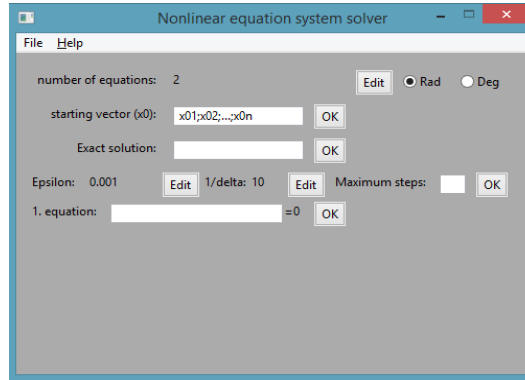 Nonlinear equation system solver
File Help
number of equations: 2 Edit Rad Deg
starting vector (x0): x01;x02;...;x0n OK
Exact solution: OK
Epsilon: 0.001 Edit 1/delta: 10 Edit Maximum steps: OK
1. equation: =0 OK